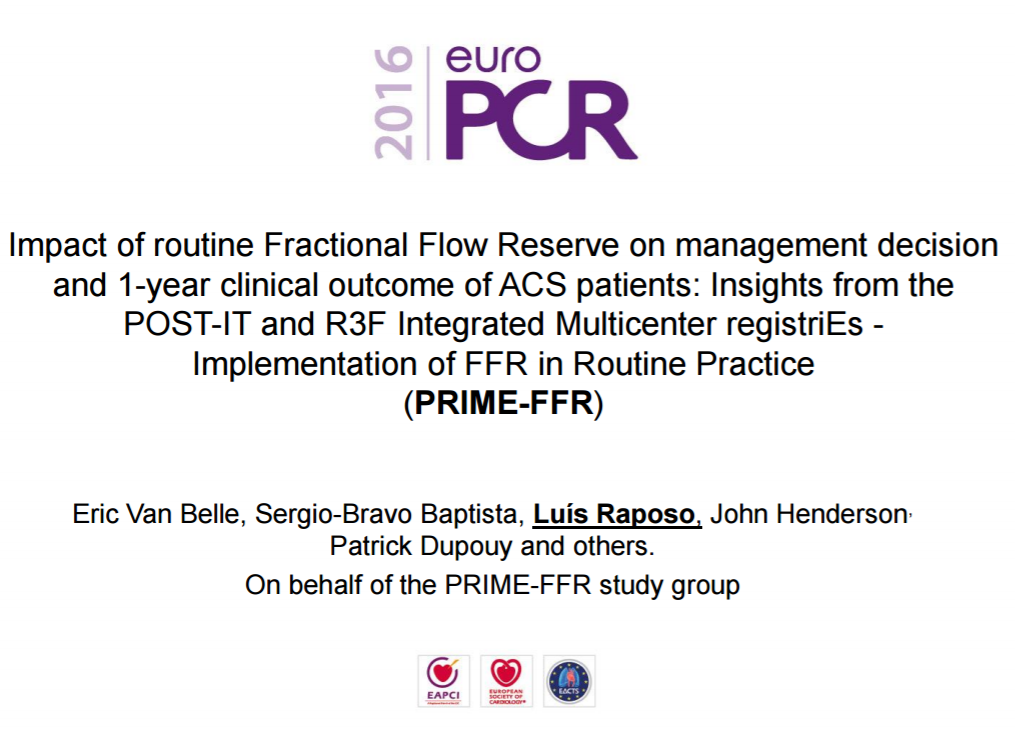 2016
euro
PCR
Impact of routine Fractional Flow Reserve on management decision
and 1-year clinical outcome of ACS patients: Insights from the
POST-IT and R3F Integrated Multicenter registriEs -
Implementation of FFR in Routine Practice
(PRIME-FFR)
Eric Van Belle, Sergio-Bravo Baptista, Luís Raposo, John Henderson,
Patrick Dupouy and others.
On behalf of the PRIME-FFR study group
EAPCI
EUROPEAN
SOCIETY OF
CARDIOLOGY®
EACTS